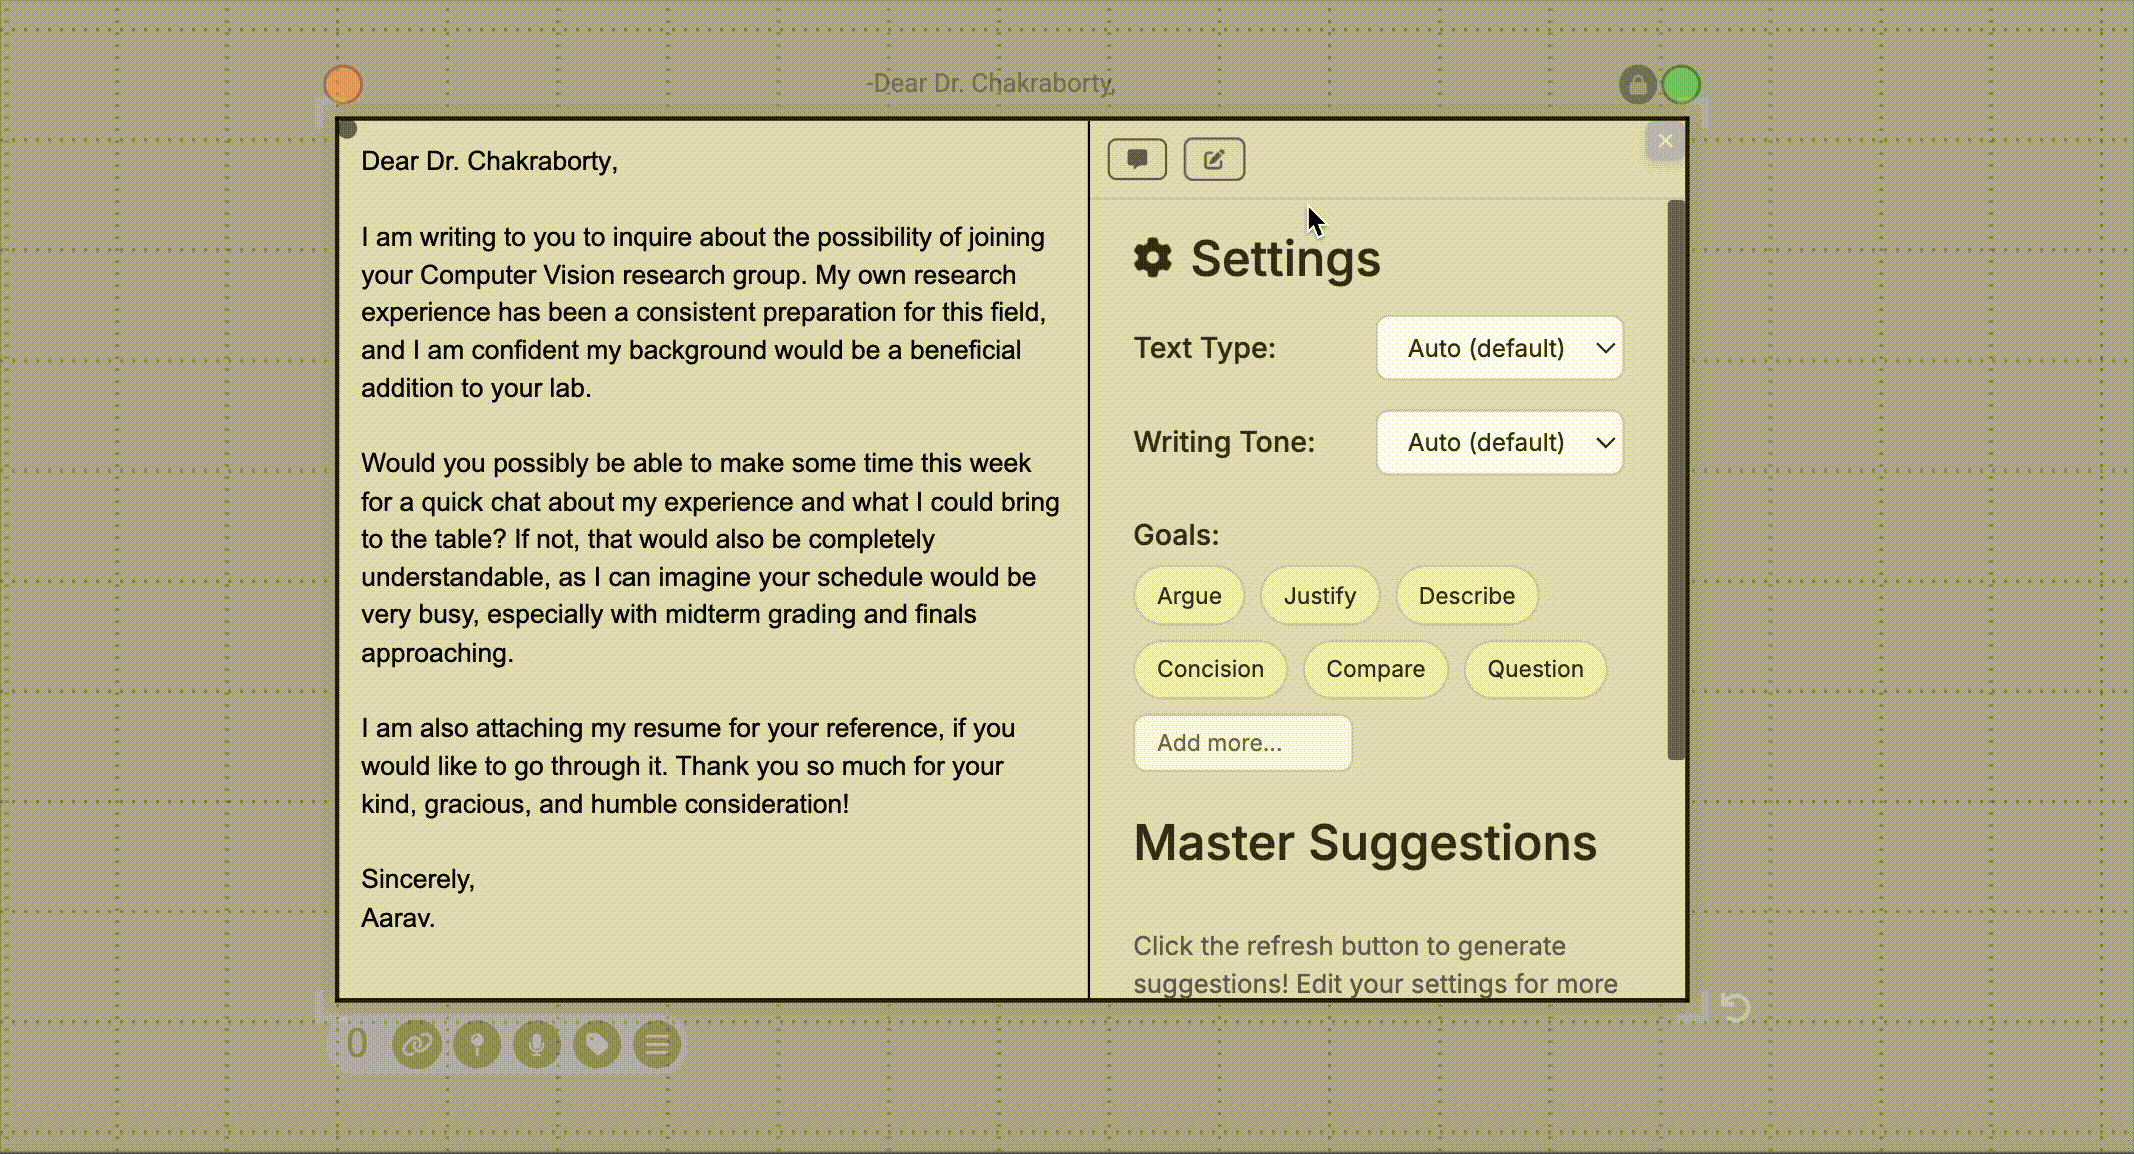 -Dear Dr. Chakraborty,
Dear Dr. Chakraborty,
I am writing to you to inquire about the possibility of joining
your Computer Vision research group. My own research
experience has been a consistent preparation for this field,
and I am confident my background would be a beneficial
addition to your lab.
Would you possibly be able to make some time this week
for a quick chat about my experience and what I could bring
to the table? If not, that would also be completely
understandable, as I can imagine your schedule would be
very busy, especially with midterm grading and finals
approaching.
I am also attaching my resume for your reference, if you
would like to go through it. Thank you so much for your
kind, gracious, and humble consideration!
Sincerely,
Aarav.
Settings
Text Type:
Auto (default)
Writing Tone:
Auto (default)
Goals:
Argue
Justify
Describe
Concision
Compare
Question
Add more...
Master Suggestions
Click the refresh button to generate
suggestions! Edit your settings for more
0